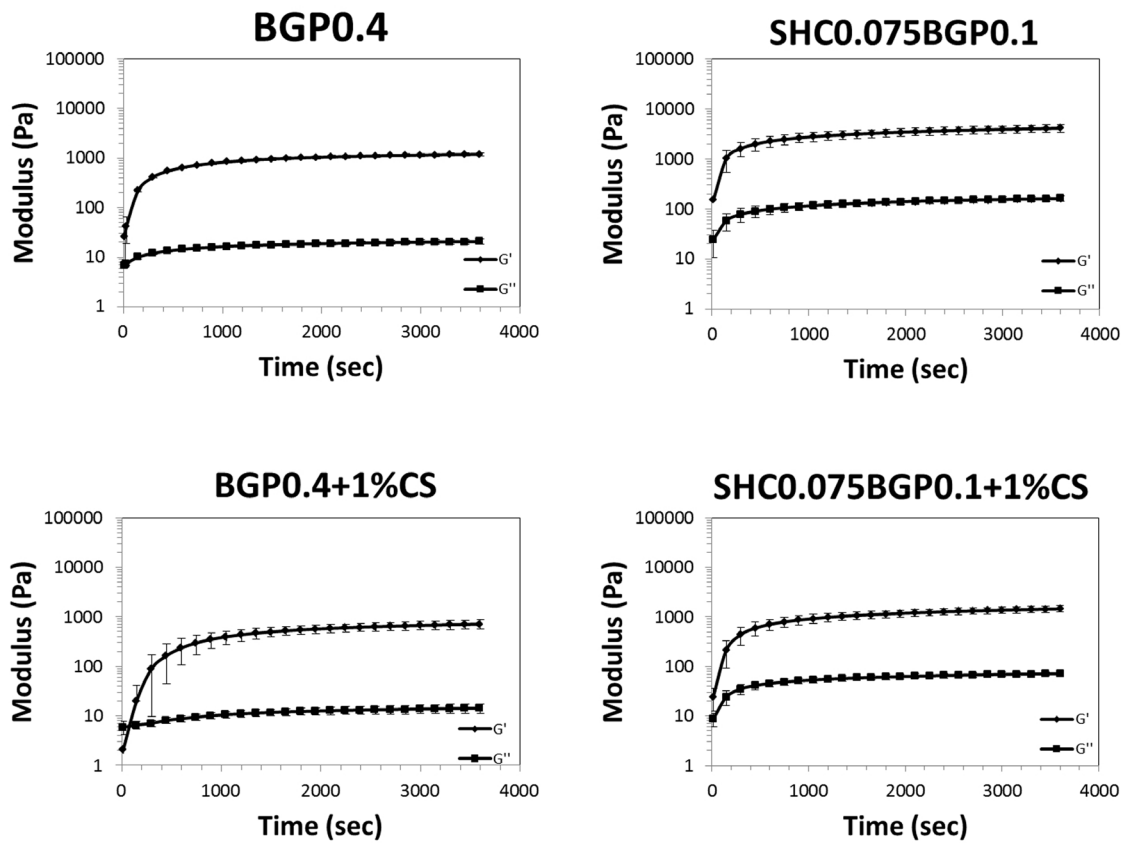 BGP0.4
100000
10000
1000
100
10
1
Modulus (Pa)
0 1000 2000 3000 4000
Time (sec)
G'
G''
SHC0.075BGP0.1
100000
10000
1000
100
10
1
Modulus (Pa)
0 1000 2000 3000 4000
Time (sec)
G'
G''
BGP0.4+1%CS
100000
10000
1000
100
10
1
Modulus (Pa)
0 1000 2000 3000 4000
Time (sec)
G'
G''
SHC0.075BGP0.1+1%CS
100000
10000
1000
100
10
1
Modulus (Pa)
0 1000 2000 3000 4000
Time (sec)
G'
G''